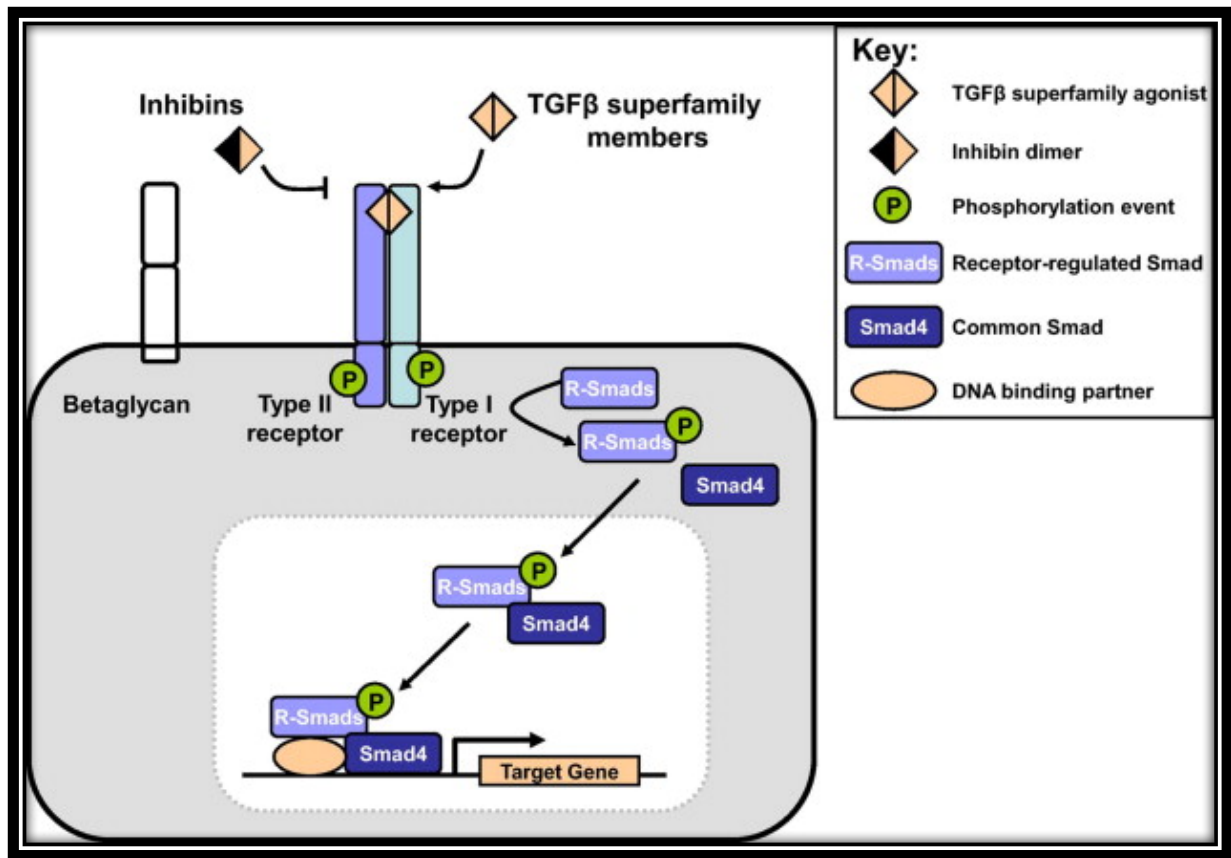 Inhibins
TGFβ superfamily
members
Betaglycan
Type II
receptor
Type I
receptor
P
P
R-Smads
R-Smads
P
Smad4
R-Smads
P
Smad4
R-Smads
P
Smad4
Target Gene
Key:
TGFβ superfamily agonist
Inhibin dimer
P Phosphorylation event
R-Smads Receptor-regulated Smad
Smad4 Common Smad
DNA binding partner